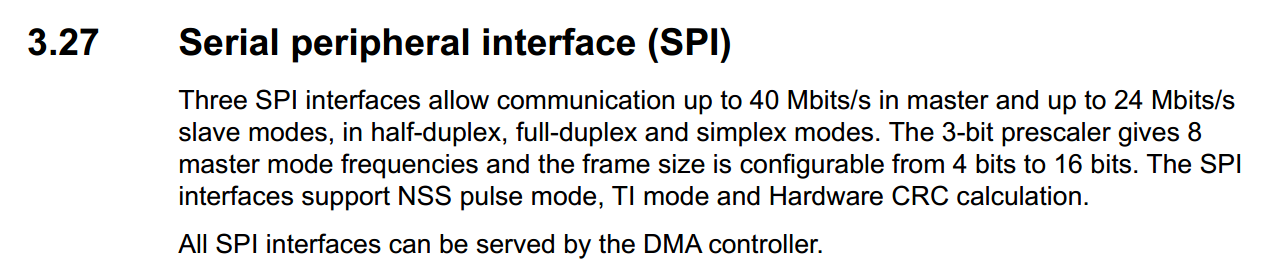 3.27 Serial peripheral interface (SPI)
Three SPI interfaces allow communication up to 40 Mbits/s in master and up to 24 Mbits/s
slave modes, in half-duplex, full-duplex and simplex modes. The 3-bit prescaler gives 8
master mode frequencies and the frame size is configurable from 4 bits to 16 bits. The SPI
interfaces support NSS pulse mode, TI mode and Hardware CRC calculation.
All SPI interfaces can be served by the DMA controller.